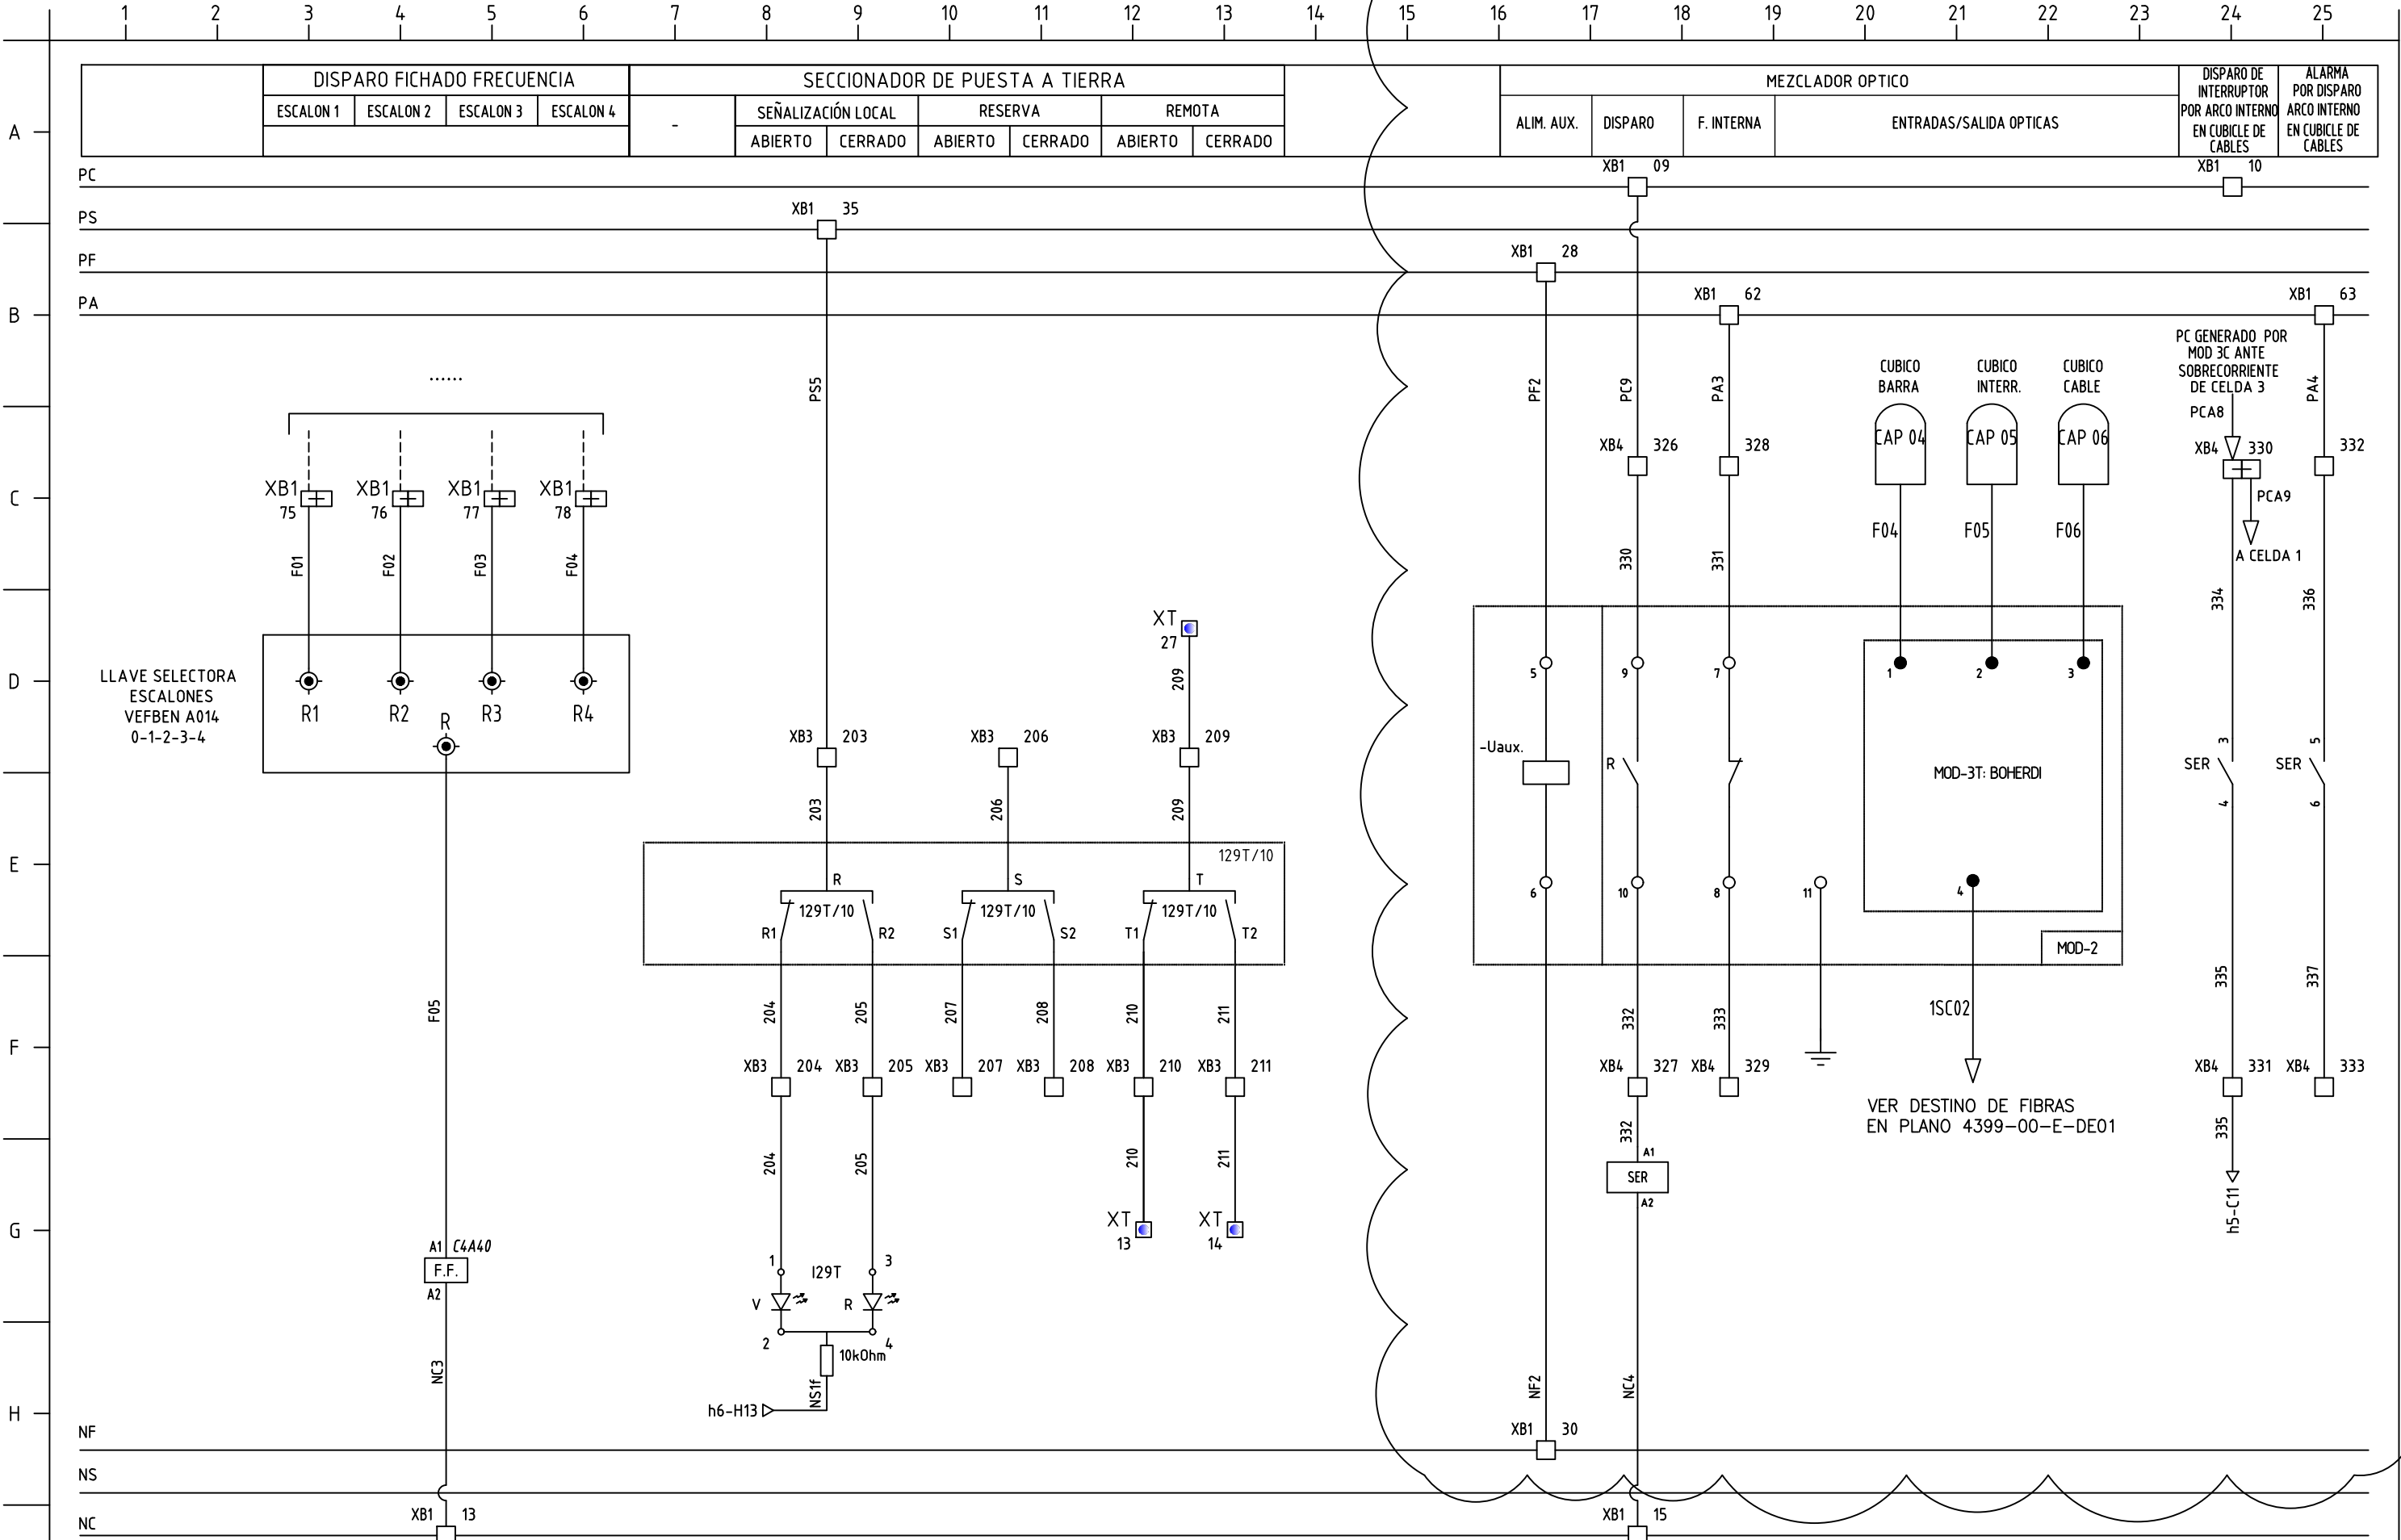 1 2 3 4 5 6 7 8 9 10 11 12 13 14 15 16 17 18 19 20 21 22 23 24 25
DISPARO FICHADO FRECUENCIA
ESCALON 1 ESCALON 2 ESCALON 3 ESCALON 4
SECCIONADOR DE PUESTA A TIERRA
-
SEÑALIZACIÓN LOCAL RESERVA REMOTA
ABIERTO CERRADO ABIERTO CERRADO ABIERTO CERRADO
MEZCLADOR OPTICO
ALIM. AUX. DISPARO F. INTERNA ENTRADAS/SALIDA OPTICAS
DISPARO DE
INTERRUPTOR
POR ARCO INTERNO
EN CUBICLE DE
CABLES
ALARMA
POR DISPARO
ARCO INTERNO
EN CUBICLE DE
CABLES
A
B
C
D
E
F
G
H
PC
XB1 09
XB1 10
PS
XB1 35
PF
XB1 28
PA
XB1 62
XB1 63
......
XB1
75
XB1
76
XB1
77
XB1
78
F01
F02
F03
F04
LLAVE SELECTORA
ESCALONES
VEFBEN A014
0-1-2-3-4
R1 R2 R3 R4
R
F05
A1 C4A40
F.F.
A2
NC3
XB1 13
PS5
XB3 203
203
XB3 206
206
XT
27
209
XB3 209
209
129T/10
R
129T/10
R1 R2
S
129T/10
S1 S2
T
129T/10
T1 T2
204 205 207 208 210 211
XB3 204 XB3 205 XB3 207 XB3 208 XB3 210 XB3 211
204 205 210 211
XT
13
XT
14
1 I29T 3
V R
2 4
10kOhm
NS1f
h6-H13
PF2
PC9
PA3
XB4 326
328
330
331
CUBICO
BARRA
CUBICO
INTERR.
CUBICO
CABLE
CAP 04 CAP 05 CAP 06
F04 F05 F06
PC GENERADO POR
MOD 3C ANTE
SOBRECORRIENTE
DE CELDA 3
PCA8
XB4 330
PCA9
A CELDA 1
PA4
332
334
336
5 9 7 1 2 3
-Uaux.
R
MOD-3T: BOHERDI
6 10 8 11 4
MOD-2
3
SER
4
5
SER
6
332
333
335
337
1SC02
XB4 327 XB4 329
XB4 331 XB4 333
VER DESTINO DE FIBRAS
EN PLANO 4399-00-E-DE01
332
A1
SER
A2
335
h5-C11
NF2
NC4
NF
XB1 30
NS
NC
XB1 15